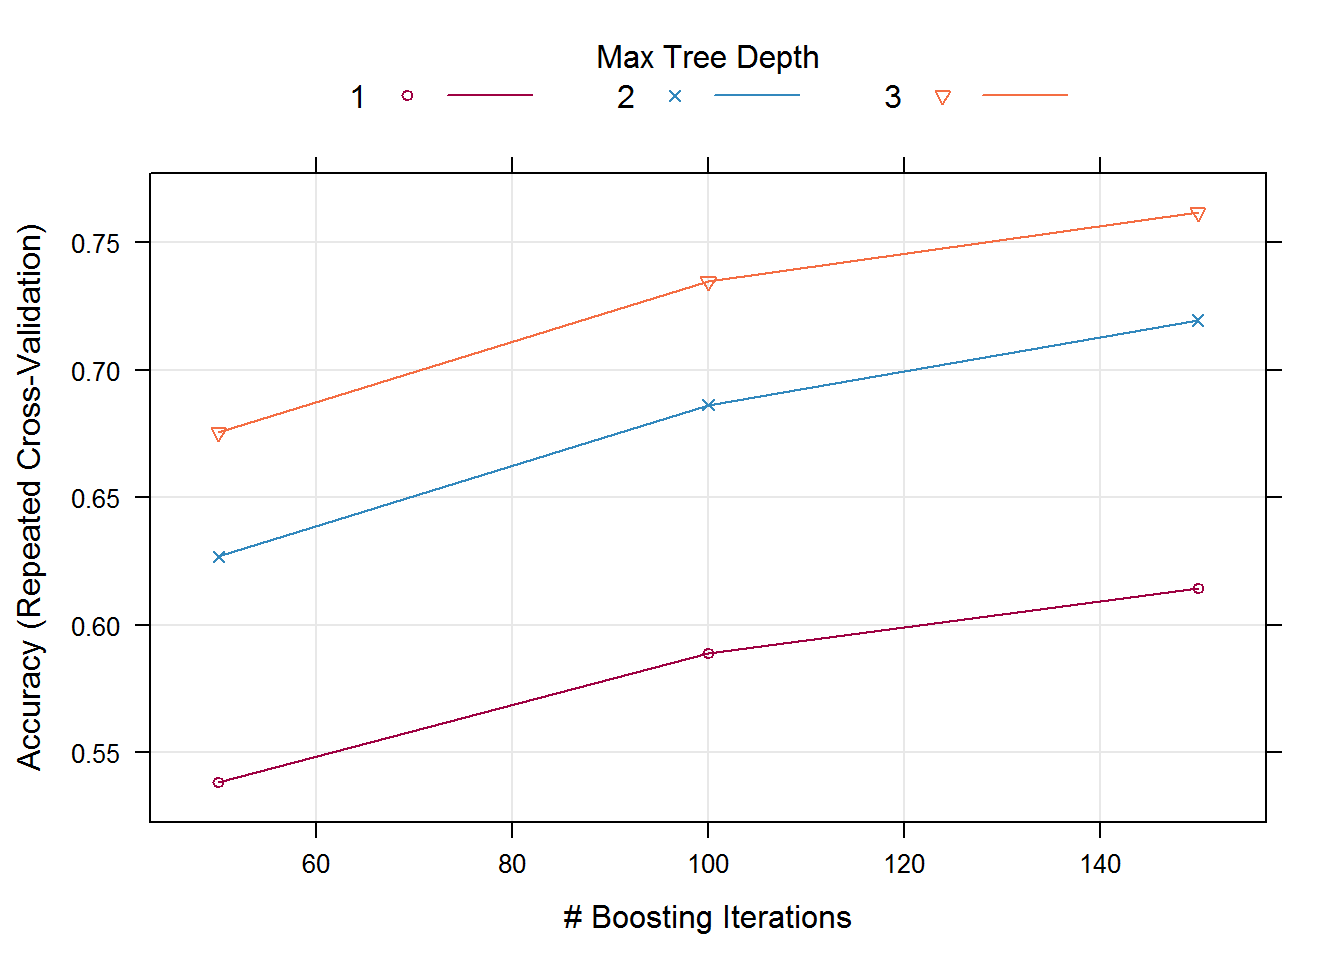 Max Tree Depth
1 2 3
Accuracy (Repeated Cross-Validation)
0.75
0.70
0.65
0.60
0.55
60 80 100 120 140
# Boosting Iterations